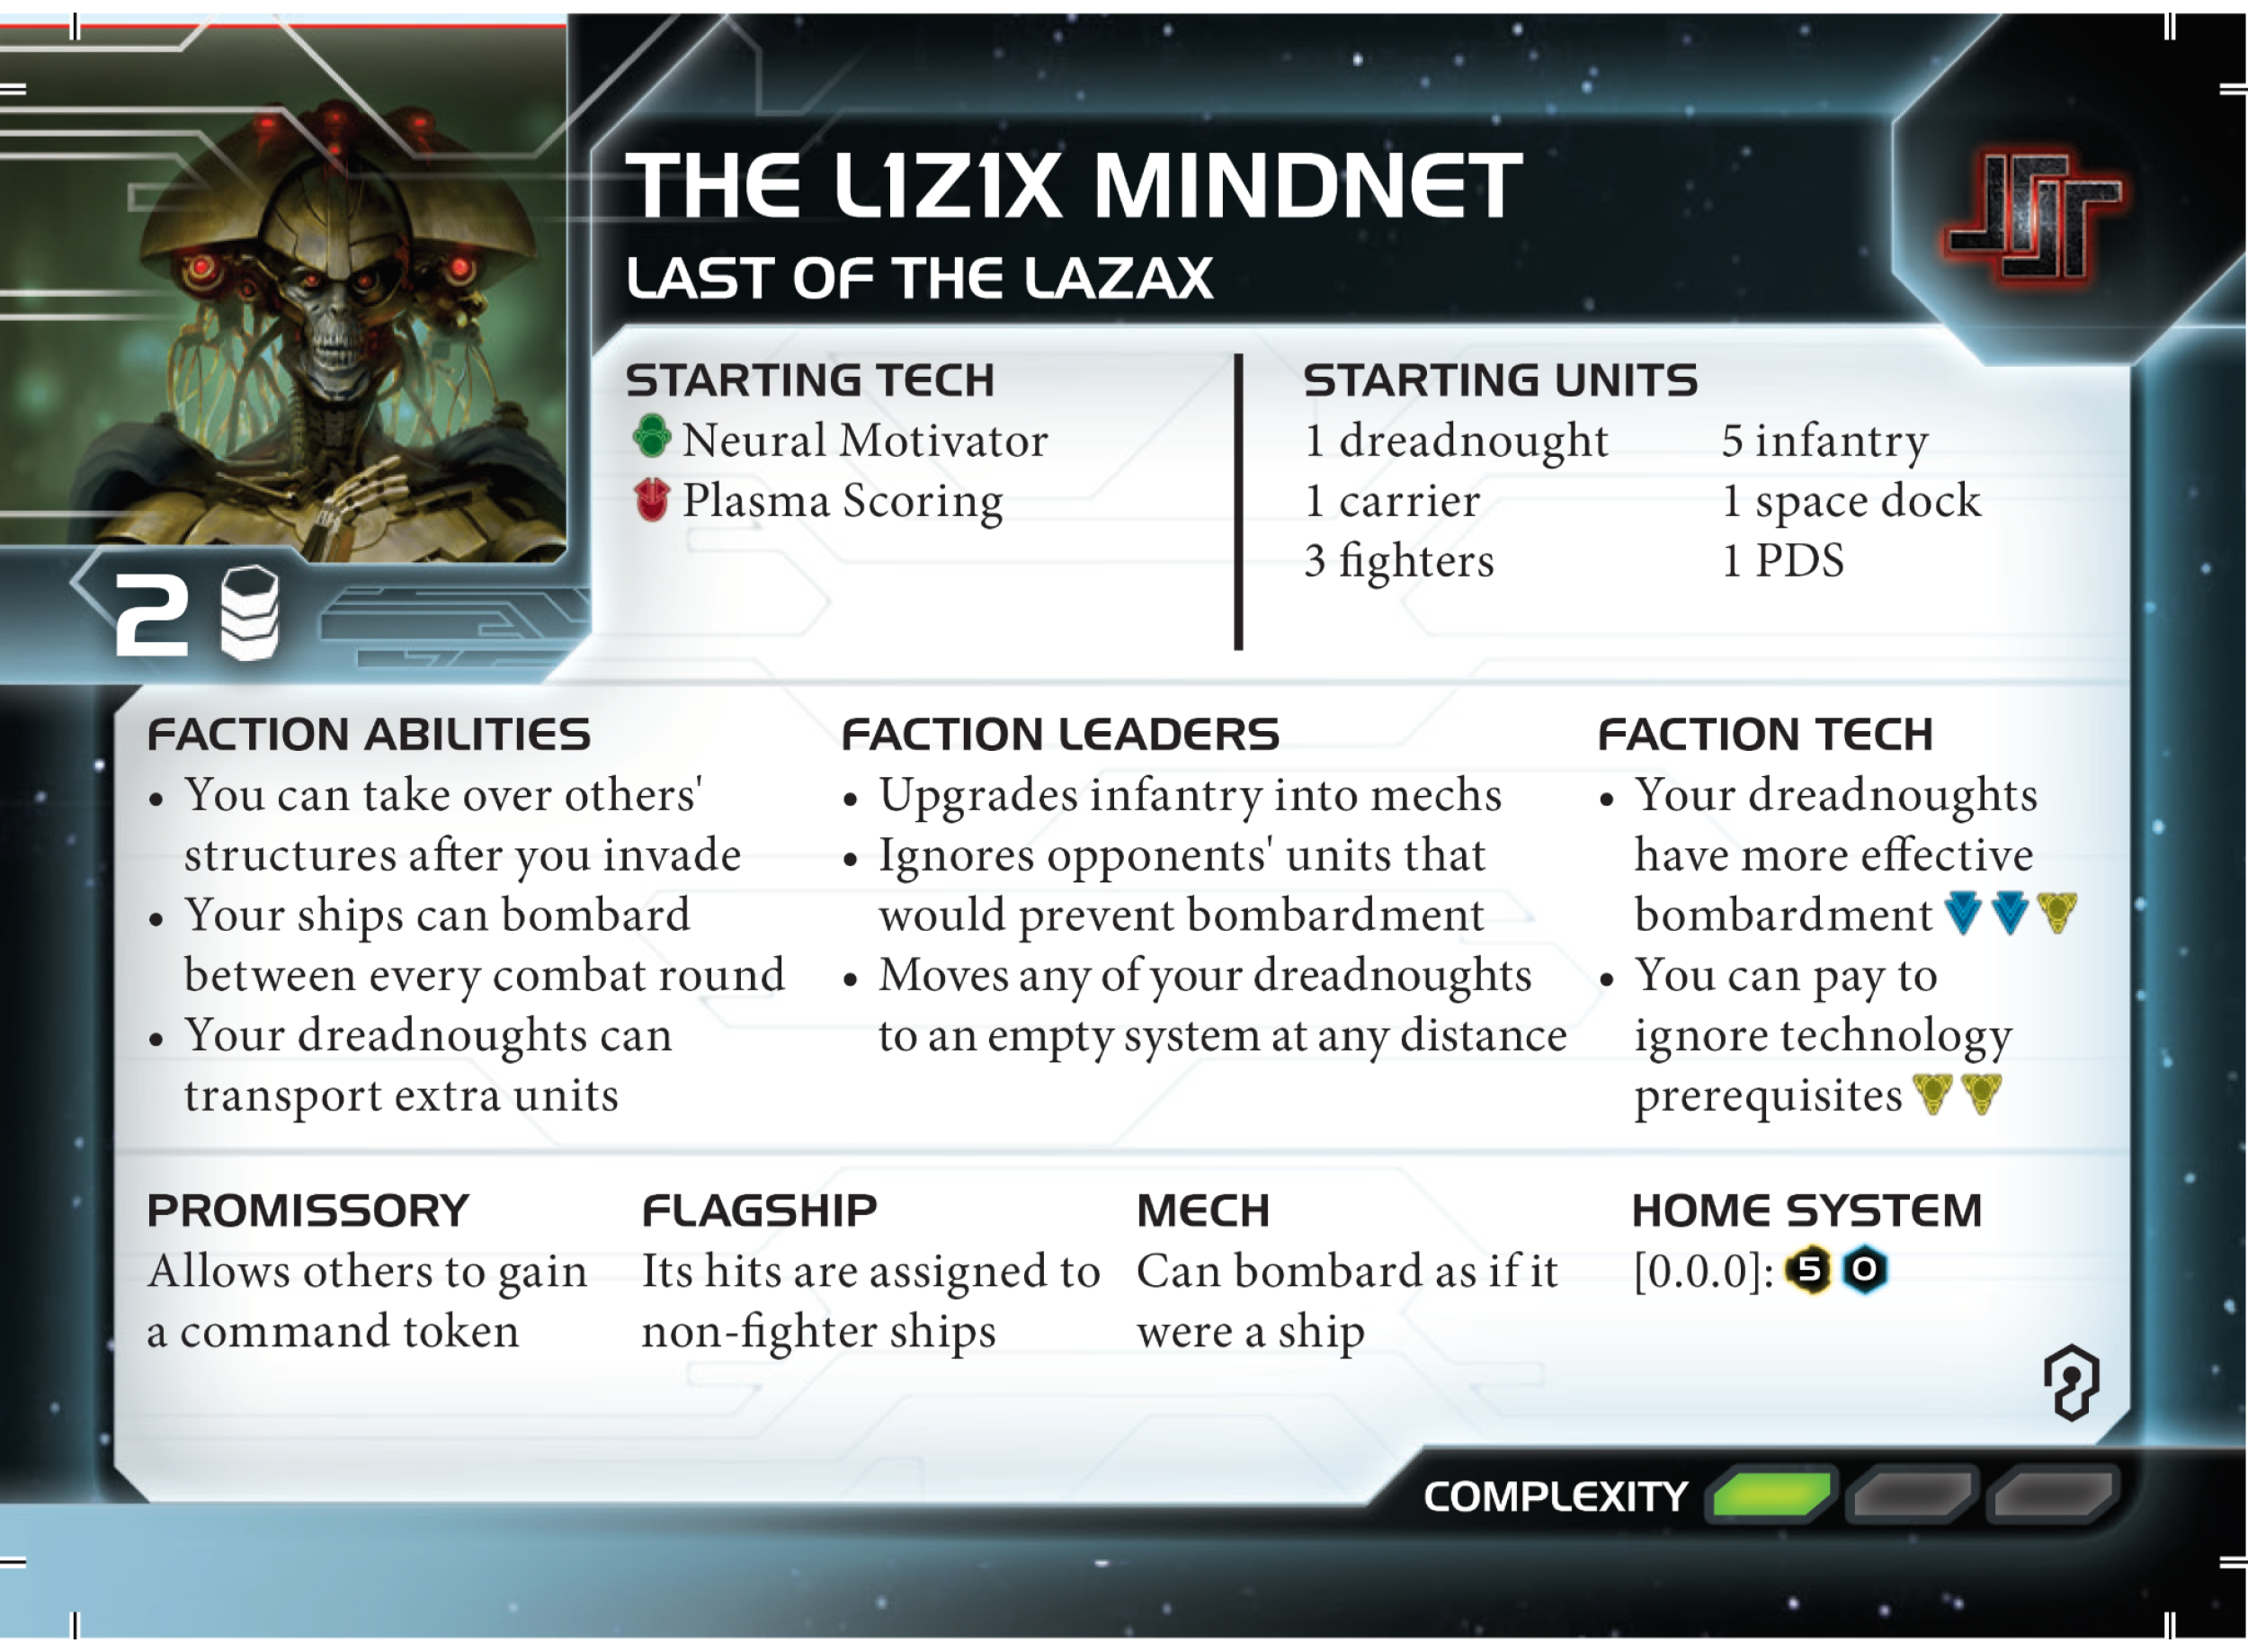 THE L1Z1X MINDNET
LAST OF THE LAZAX
2
STARTING TECH
Neural Motivator
Plasma Scoring
STARTING UNITS
1 dreadnought
1 carrier
3 fighters
5 infantry
1 space dock
1 PDS
FACTION ABILITIES
• You can take over others'
structures after you invade
• Your ships can bombard
between every combat round
• Your dreadnoughts can
transport extra units
FACTION LEADERS
• Upgrades infantry into mechs
• Ignores opponents' units that
would prevent bombardment
• Moves any of your dreadnoughts
to an empty system at any distance
FACTION TECH
• Your dreadnoughts
have more effective
bombardment
• You can pay to
ignore technology
prerequisites
PROMISSORY
Allows others to gain
a command token
FLAGSHIP
Its hits are assigned to
non-fighter ships
MECH
Can bombard as if it
were a ship
HOME SYSTEM
[0.0.0]: 5 0
COMPLEXITY